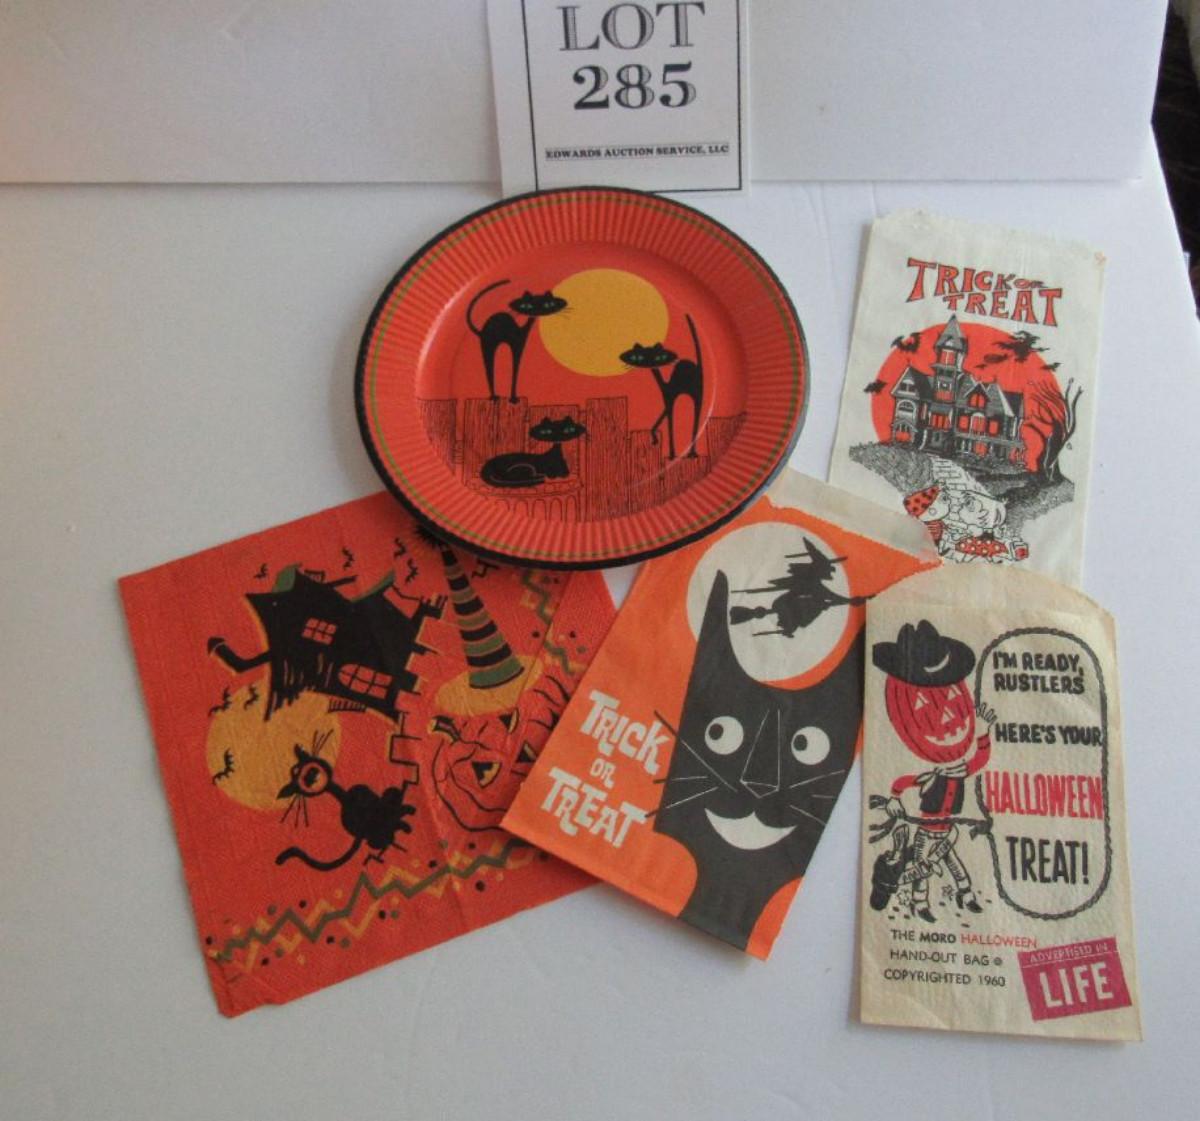 LOT
285
EDWARDS AUCTION SERVICE, LLC
TRICK OR
TREAT
TRICK
OR
TREAT
I'M READY,
RUSTLERS
HERE'S YOUR
HALLOWEEN
TREAT!
THE MORO HALLOWEEN
HAND-OUT BAG ©
COPYRIGHTED 1960
ADVERTISED IN
LIFE